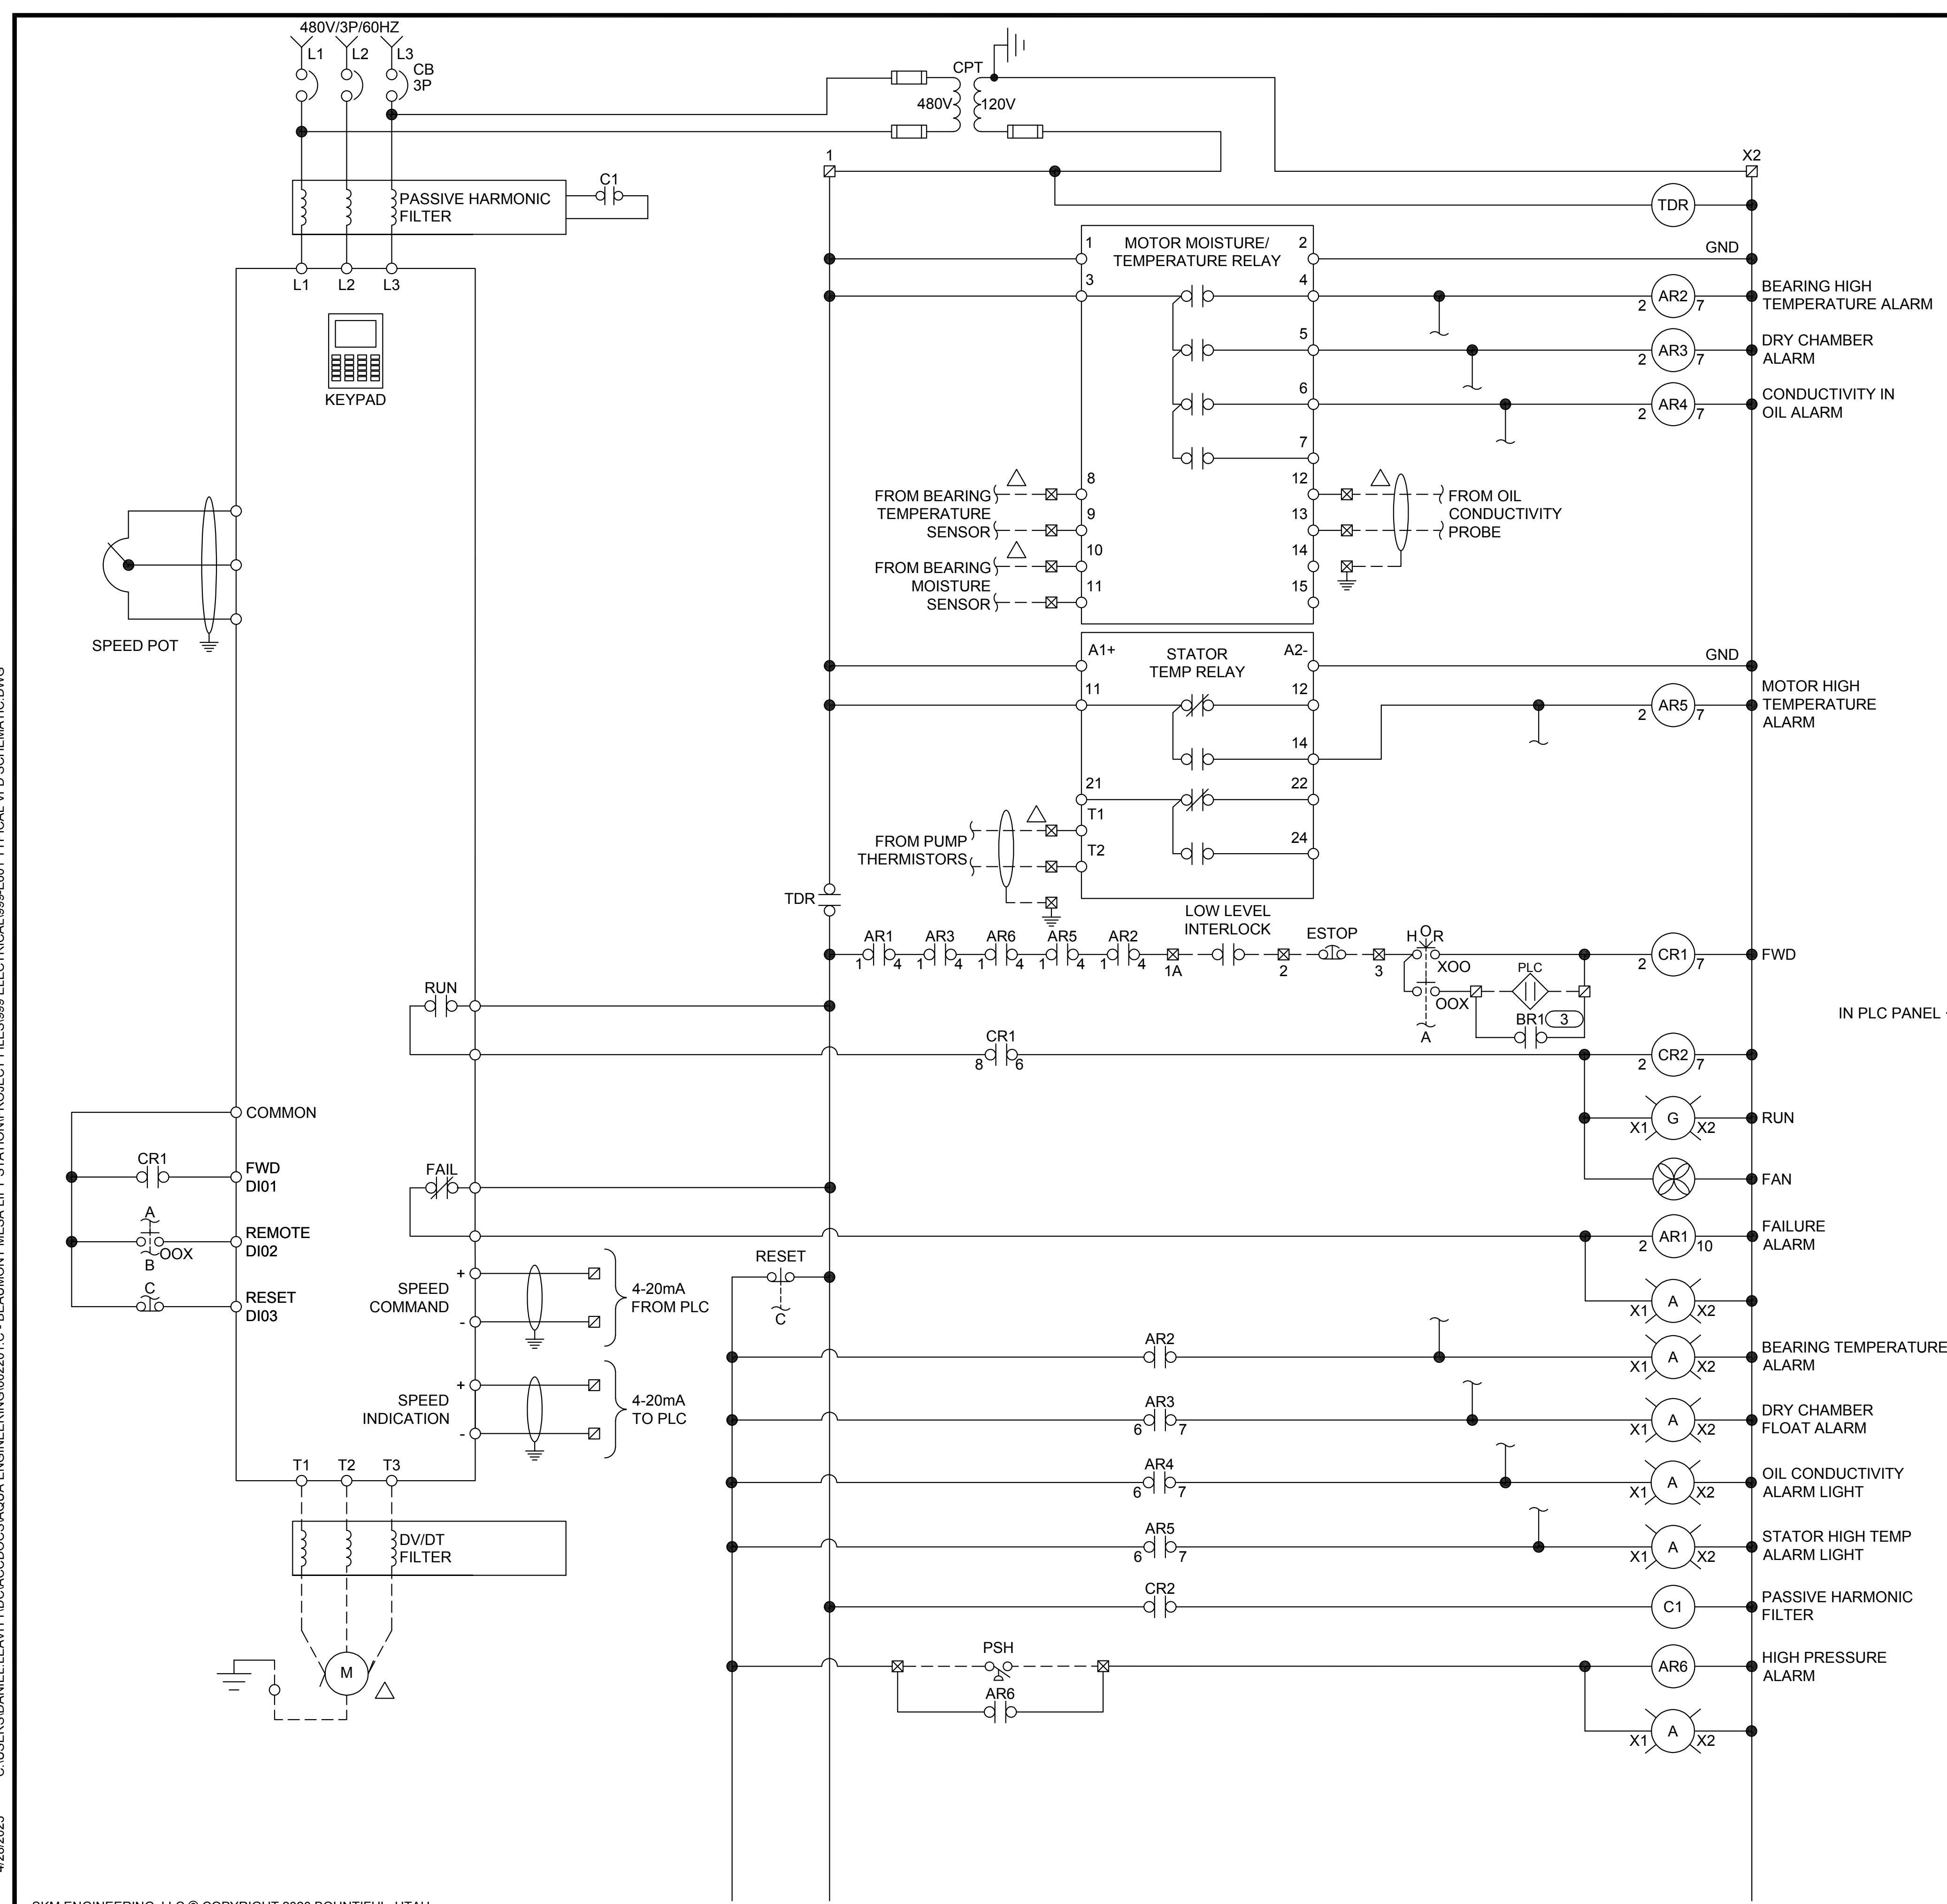 480V/3P/60HZ
L1 L2 L3
CB
3P
CPT
480V 120V
1
X2
C1
PASSIVE HARMONIC
FILTER
TDR
L1 L2 L3
KEYPAD
1 MOTOR MOISTURE/ 2
TEMPERATURE RELAY
GND
3 4
2 AR2 7
BEARING HIGH
TEMPERATURE ALARM
5
2 AR3 7
DRY CHAMBER
ALARM
6
2 AR4 7
CONDUCTIVITY IN
OIL ALARM
7
8 12
FROM BEARING
TEMPERATURE
SENSOR
9 13
FROM OIL
CONDUCTIVITY
PROBE
10 14
FROM BEARING
MOISTURE
SENSOR
11 15
SPEED POT
A1+ STATOR A2-
TEMP RELAY
GND
11 12
2 AR5 7
MOTOR HIGH
TEMPERATURE
ALARM
14
21 22
T1
FROM PUMP
THERMISTORS
T2
24
TDR
LOW LEVEL
INTERLOCK
ESTOP
H O R
AR1 AR3 AR6 AR5 AR2
1 4 1 4 1 4 1 4 1 4
1A 2 3
XOO
2 CR1 7
FWD
PLC
OOX
BR1 3
A
IN PLC PANEL
RUN
CR1
8 6
2 CR2 7
COMMON
X1 G X2
RUN
CR1
FWD
DI01
FAIL
FAN
A
OOX
B
REMOTE
DI02
2 AR1 10
FAILURE
ALARM
C
RESET
DI03
RESET
C
+
SPEED
COMMAND
-
4-20mA
FROM PLC
X1 A X2
AR2
X1 A X2
BEARING TEMPERATURE
ALARM
+
SPEED
INDICATION
-
4-20mA
TO PLC
AR3
6 7
X1 A X2
DRY CHAMBER
FLOAT ALARM
T1 T2 T3
AR4
6 7
X1 A X2
OIL CONDUCTIVITY
ALARM LIGHT
DV/DT
FILTER
AR5
6 7
X1 A X2
STATOR HIGH TEMP
ALARM LIGHT
CR2
C1
PASSIVE HARMONIC
FILTER
M
PSH
AR6
AR6
HIGH PRESSURE
ALARM
X1 A X2